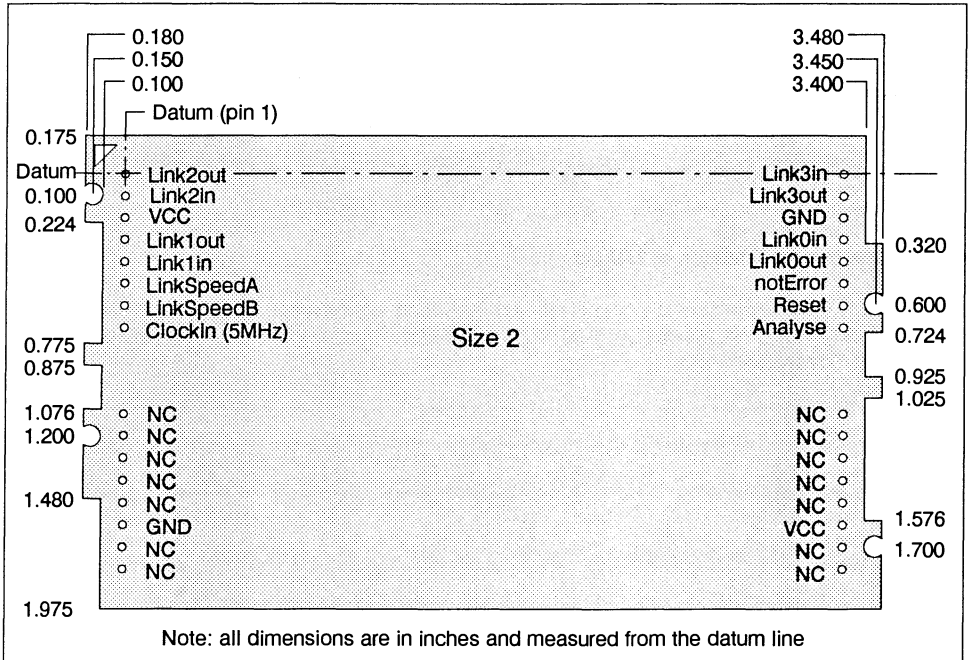 0.180 3.480
0.150 3.450
0.100 3.400
Datum (pin 1)
0.175
Datum Link2out Link3in
0.100 Link2in Link3out
0.224 VCC GND
Link1out Link0in 0.320
Link1in Link0out
LinkSpeedA notError
LinkSpeedB Reset 0.600
ClockIn (5MHz) Analyse 0.724
Size 2
0.775
0.875 0.925
1.025
1.076 NC NC
1.200 NC NC
NC NC
NC NC
1.480 NC NC
GND VCC 1.576
NC NC 1.700
NC NC
1.975
Note: all dimensions are in inches and measured from the datum line